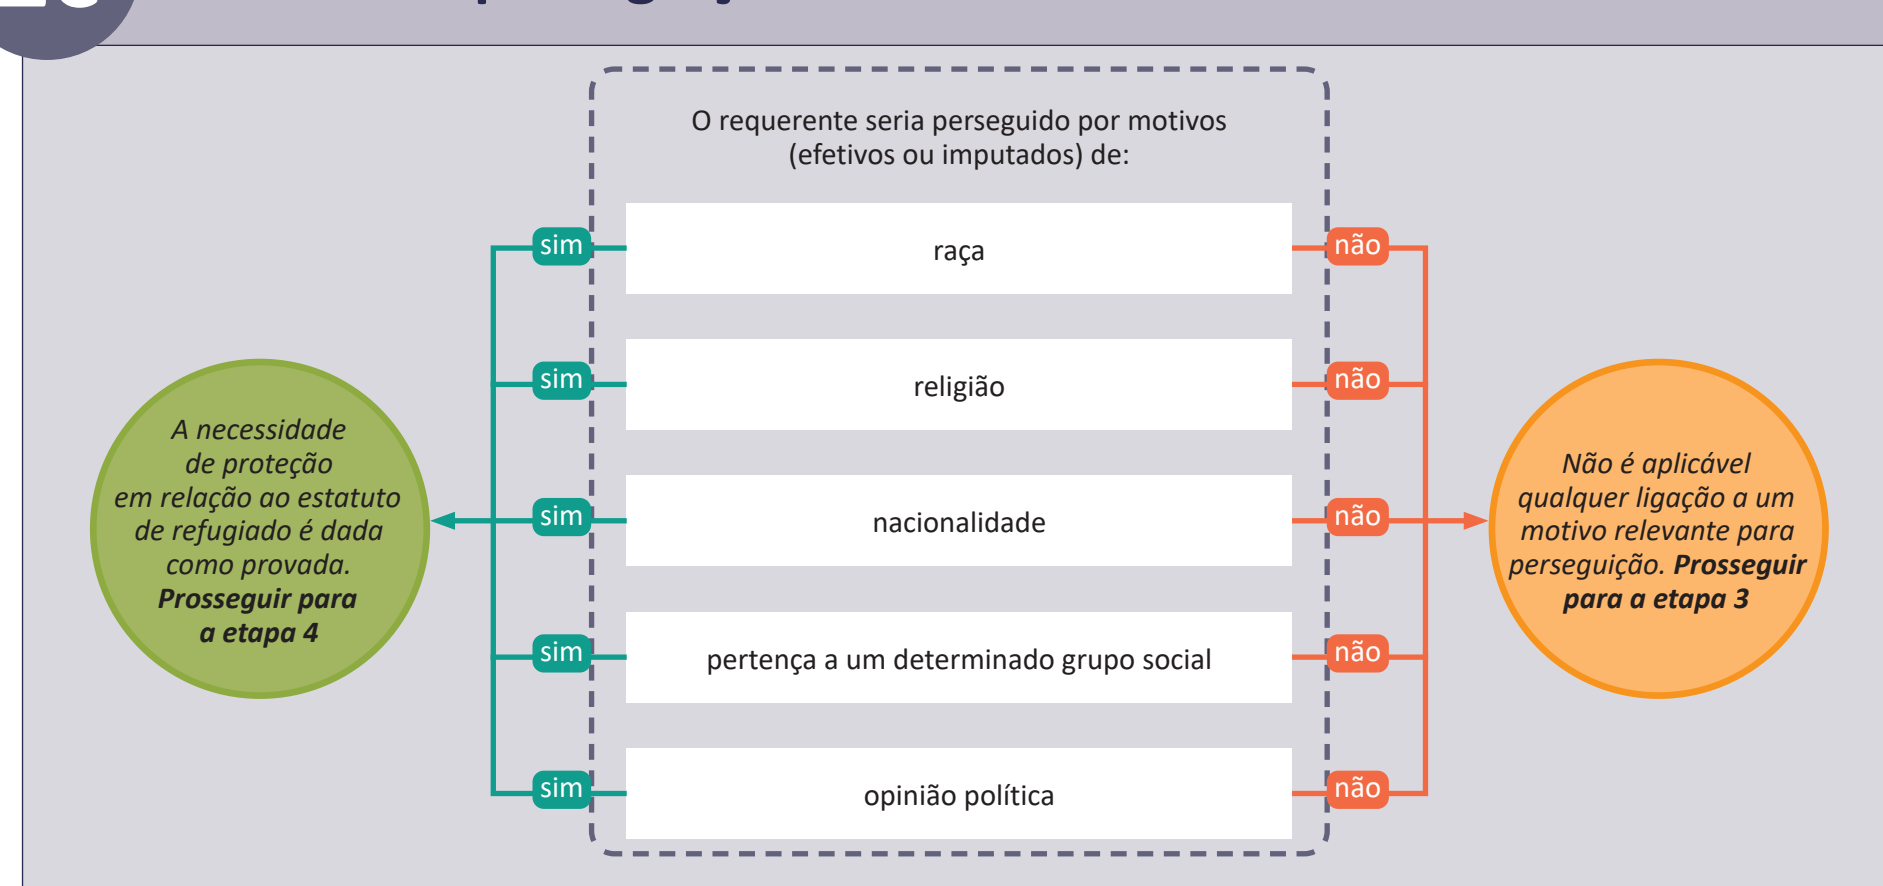 O requerente seria perseguido por motivos
(efetivos ou imputados) de:
sim
raça
não
sim
religião
não
sim
nacionalidade
não
sim
pertença a um determinado grupo social
não
sim
opinião política
não
A necessidade
de proteção
em relação ao estatuto
de refugiado é dada
como provada.
Prosseguir para
a etapa 4
Não é aplicável
qualquer ligação a um
motivo relevante para
perseguição. Prosseguir
para a etapa 3